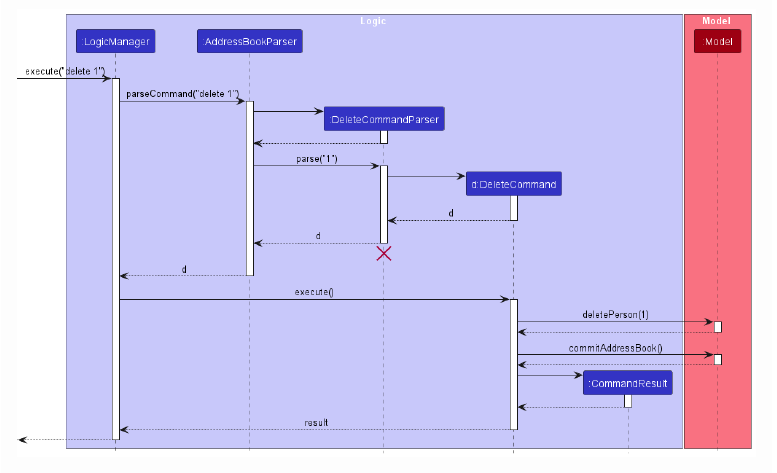 Logic
Model
:LogicManager
:AddressBookParser
:Model
execute("delete 1")
parseCommand("delete 1")
:DeleteCommandParser
parse("1")
d:DeleteCommand
d
d
d
execute()
deletePerson(1)
commitAddressBook()
:CommandResult
result